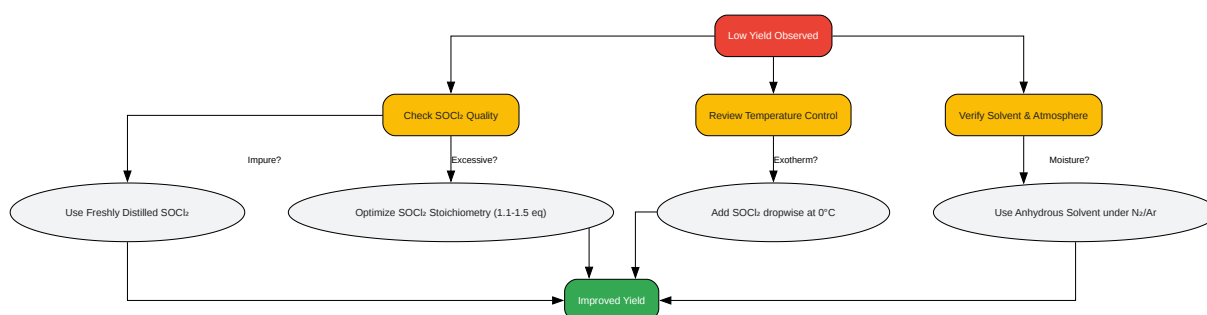 Low Yield Observed
Check SOCl₂ Quality
Review Temperature Control
Verify Solvent & Atmosphere
Impure?
Excessive?
Exotherm?
Moisture?
Use Freshly Distilled SOCl₂
Optimize SOCl₂ Stoichiometry (1.1-1.5 eq)
Add SOCl₂ dropwise at 0°C
Use Anhydrous Solvent under N₂/Ar
Improved Yield